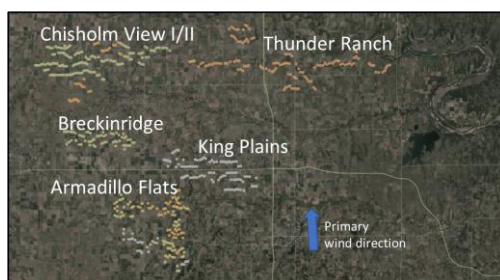 Chisholm View I/II
Thunder Ranch
Breckinridge
King Plains
Armadillo Flats
Primary
wind direction